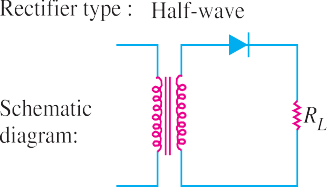 Rectifier type : Half-wave
Schematic
diagram:
R_L